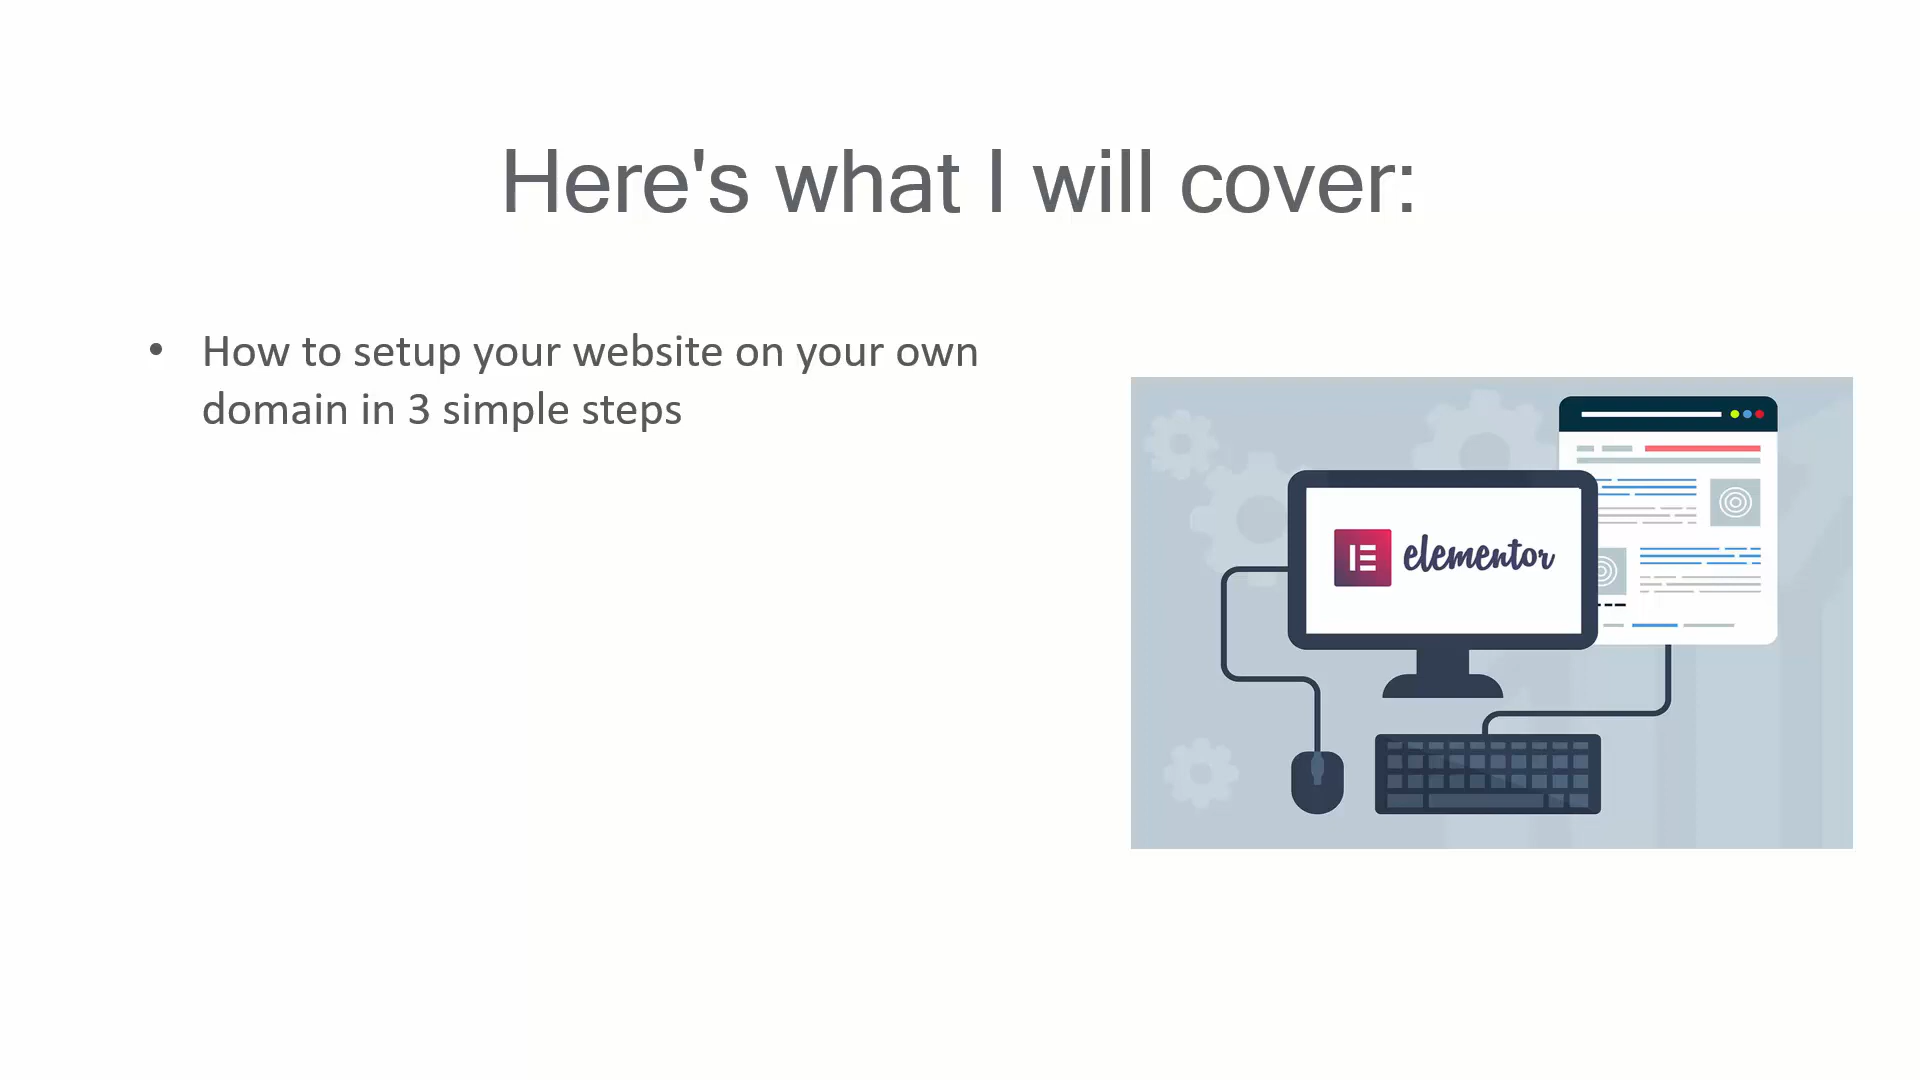 Here's what I will cover:
• How to setup your website on your own
domain in 3 simple steps
elementor